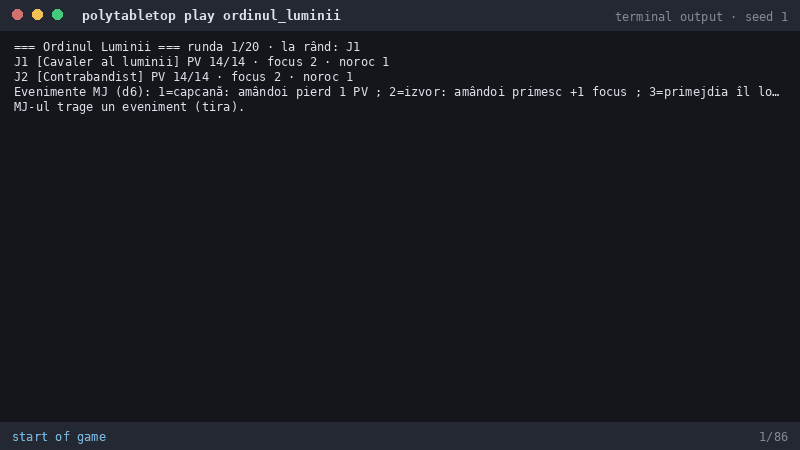 polytabletop play ordinul_luminii
terminal output · seed 1
=== Ordinul Luminii === runda 1/20 · la rând: J1
J1 [Cavaler al luminii] PV 14/14 · focus 2 · noroc 1
J2 [Contrabandist] PV 14/14 · focus 2 · noroc 1
Evenimente MJ (d6): 1=capcană: amândoi pierd 1 PV ; 2=izvor: amândoi primesc +1 focus ; 3=primejdia îl lo…
MJ-ul trage un eveniment (tira).
start of game
1/86